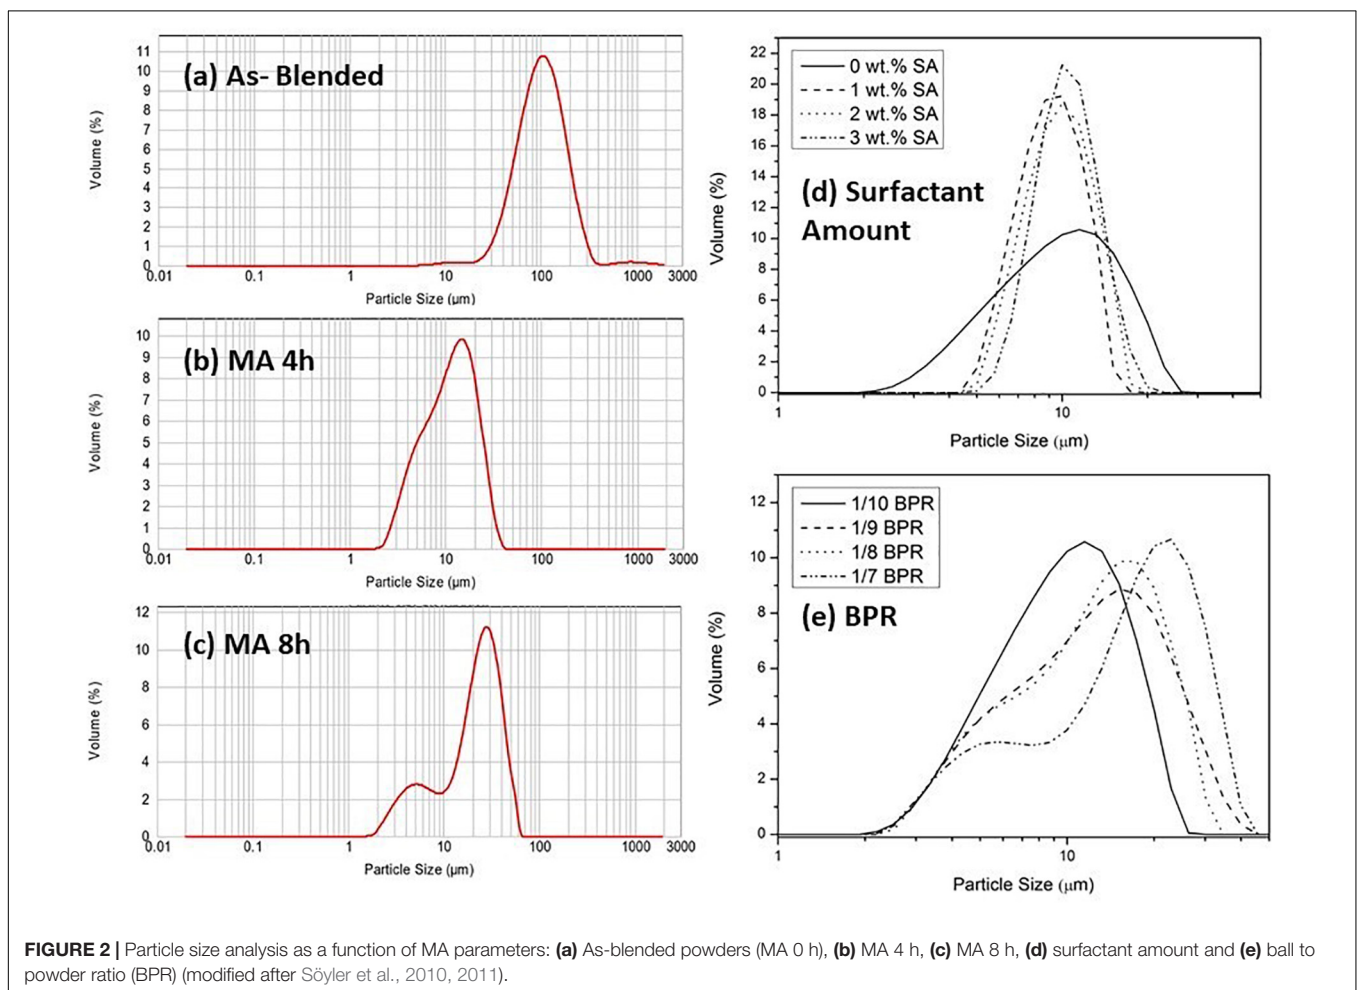 11
10
9
8
7
6
5
4
3
2
1
0
Volume (%)
(a) As- Blended
0.01 0.1 1 10 100 1000 3000
Particle Size (µm)
10
9
8
7
6
5
4
3
2
1
0
Volume (%)
(b) MA 4h
0.01 0.1 1 10 100 1000 3000
Particle Size (µm)
12
10
8
6
4
2
0
Volume (%)
(c) MA 8h
0.01 0.1 1 10 100 1000 3000
Particle Size (µm)
22
20
18
16
14
12
10
8
6
4
2
0
Volume (%)
0 wt.% SA
1 wt.% SA
2 wt.% SA
3 wt.% SA
(d) Surfactant
Amount
1 10
Particle Size (µm)
12
10
8
6
4
2
0
Volume (%)
1/10 BPR
1/9 BPR
1/8 BPR
1/7 BPR
(e) BPR
1 10
Particle Size (µm)
FIGURE 2 | Particle size analysis as a function of MA parameters: (a) As-blended powders (MA 0 h), (b) MA 4 h, (c) MA 8 h, (d) surfactant amount and (e) ball to
powder ratio (BPR) (modified after Söyler et al., 2010, 2011).